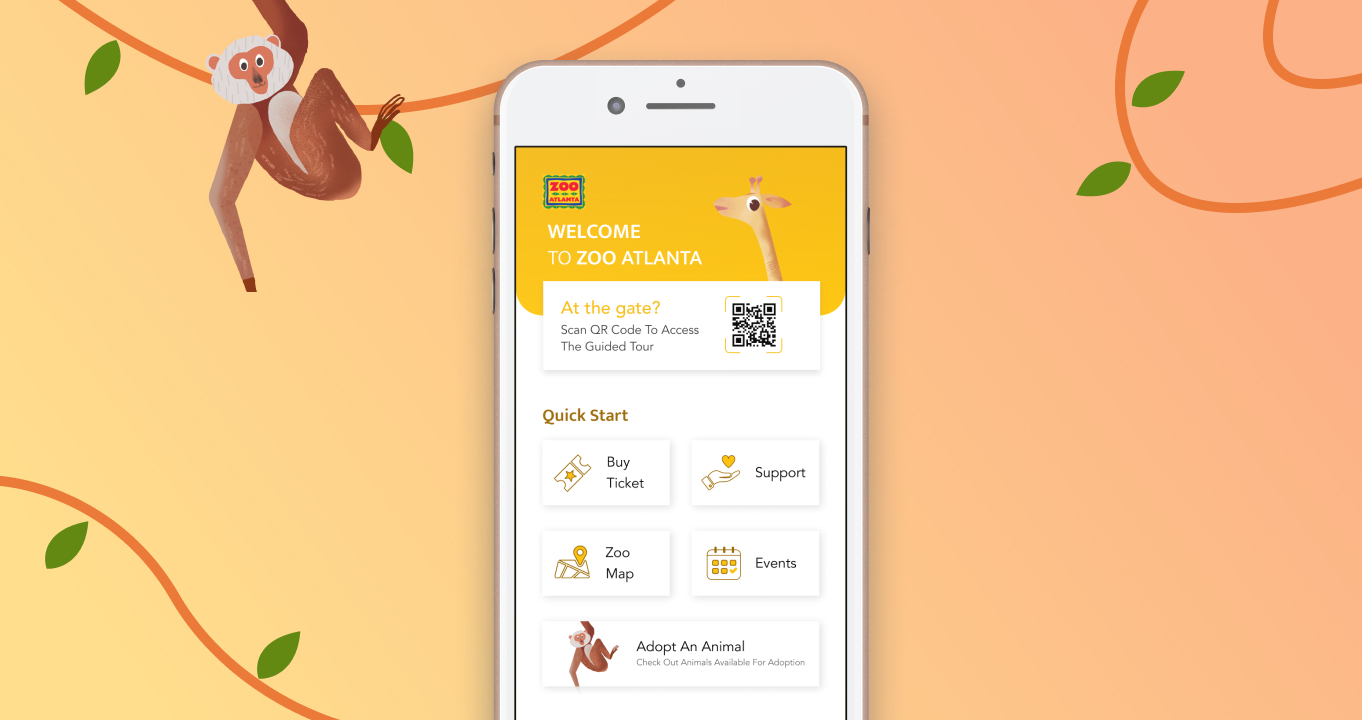 ZOO
ATLANTA
WELCOME
TO ZOO ATLANTA
At the gate?
Scan QR Code To Access
The Guided Tour
Quick Start
Buy
Ticket
Support
Zoo
Map
Events
Adopt An Animal
Check Out Animals Available For Adoption